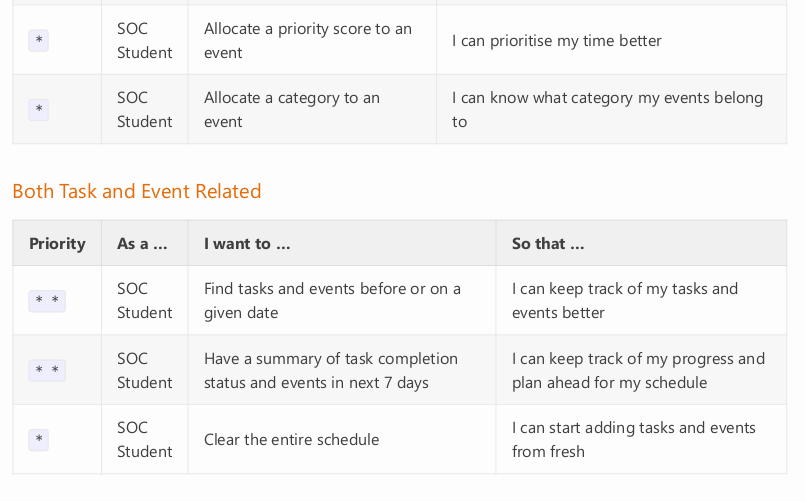 * SOC Student Allocate a priority score to an event I can prioritise my time better
* SOC Student Allocate a category to an event I can know what category my events belong to
Both Task and Event Related
Priority As a … I want to … So that …
* * SOC Student Find tasks and events before or on a given date I can keep track of my tasks and events better
* * SOC Student Have a summary of task completion status and events in next 7 days I can keep track of my progress and plan ahead for my schedule
* SOC Student Clear the entire schedule I can start adding tasks and events from fresh